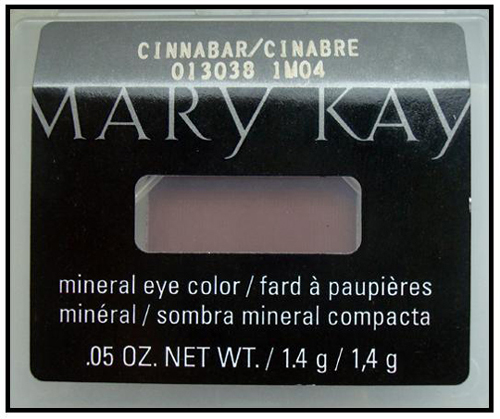 CINNABAR/CINABRE
013038 1M04
MARY KAY
mineral eye color / fard à paupières
minéral / sombra mineral compacta
.05 OZ. NET WT. / 1.4 g / 1,4 g